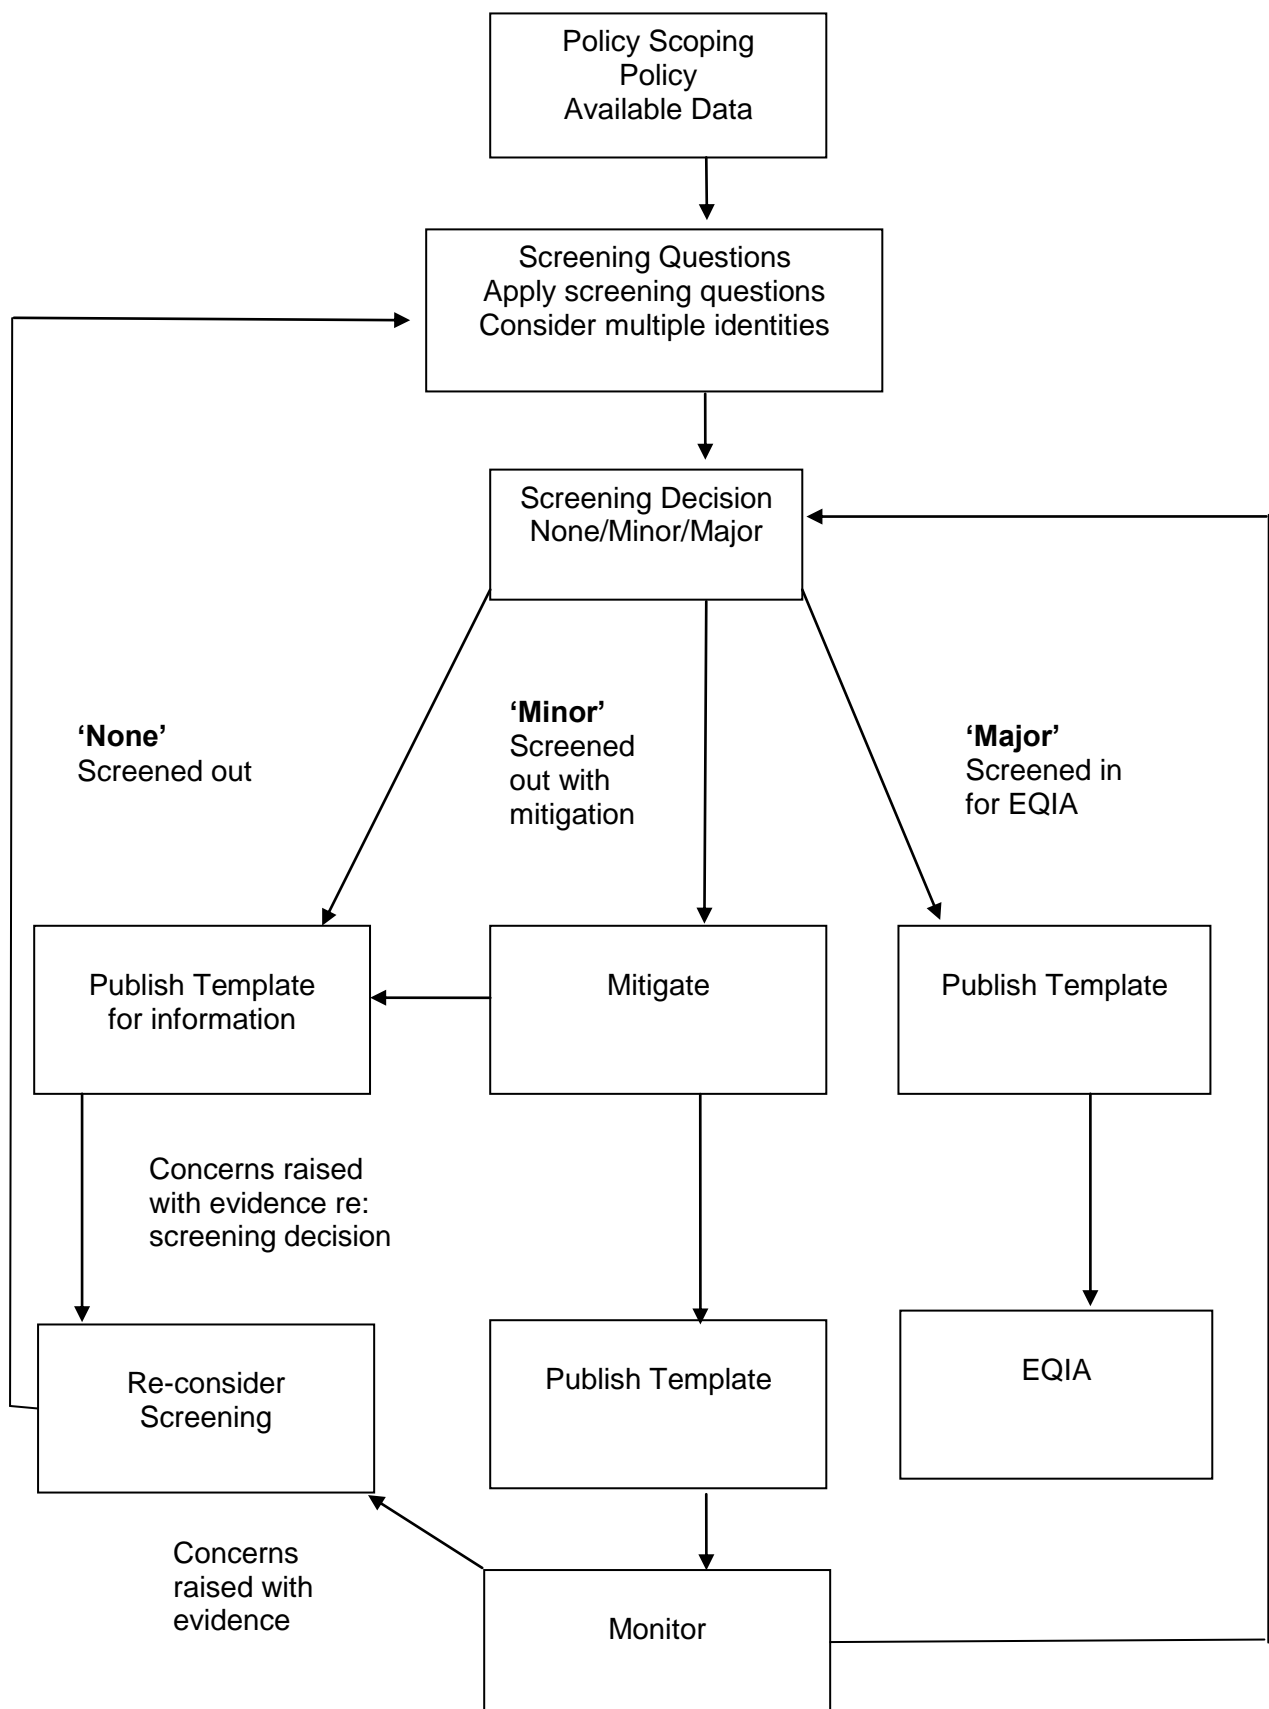 Policy Scoping
Policy
Available Data
Screening Questions
Apply screening questions
Consider multiple identities
Screening Decision
None/Minor/Major
‘None’
Screened out
‘Minor’
Screened
out with
mitigation
‘Major’
Screened in
for EQIA
Publish Template
for information
Mitigate
Publish Template
Concerns raised
with evidence re:
screening decision
Re-consider
Screening
Publish Template
EQIA
Concerns
raised with
evidence
Monitor